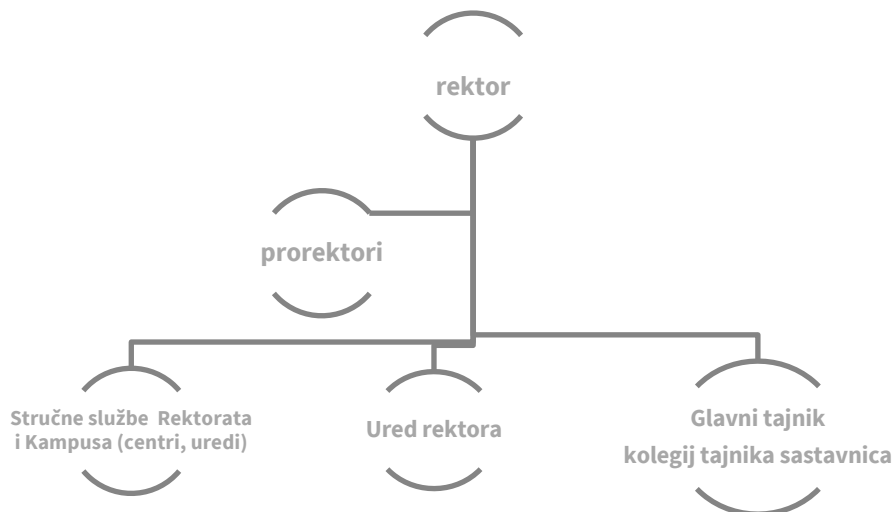 rektor
prorektori
Stručne službe Rektorata
i Kampusa (centri, uredi)
Ured rektora
Glavni tajnik
kolegij tajnika sastavnica